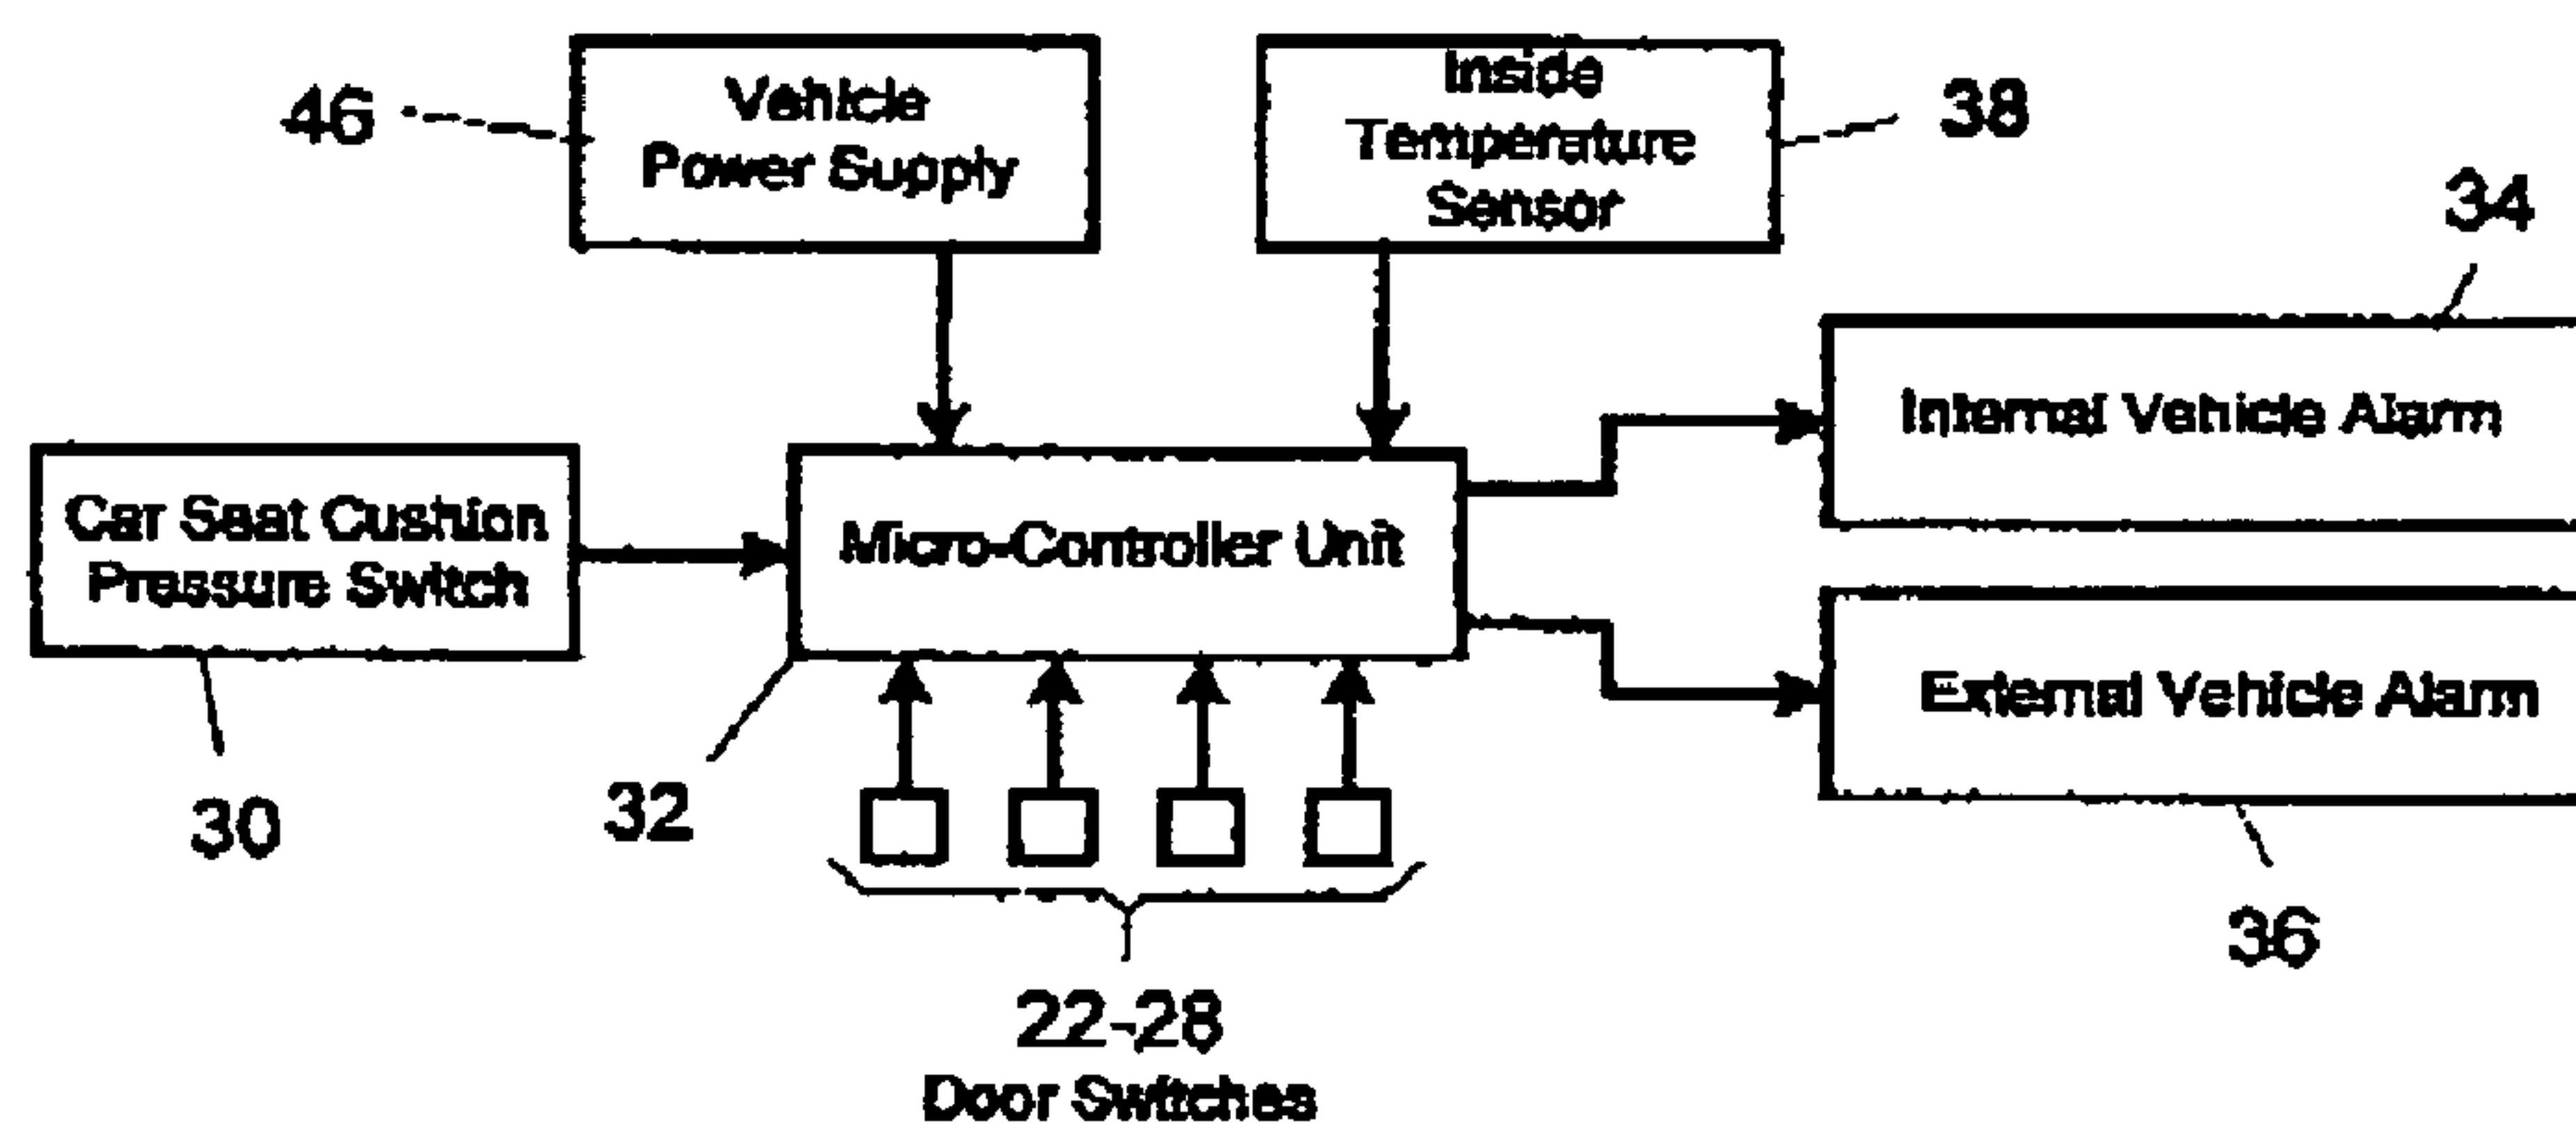 46
Vehicle
Power Supply
Inside
Temperature
Sensor
38
34
Internal Vehicle Alarm
Car Seat Cushion
Pressure Switch
Micro-Controller Unit
External Vehicle Alarm
30
32
36
22-28
Door Switches